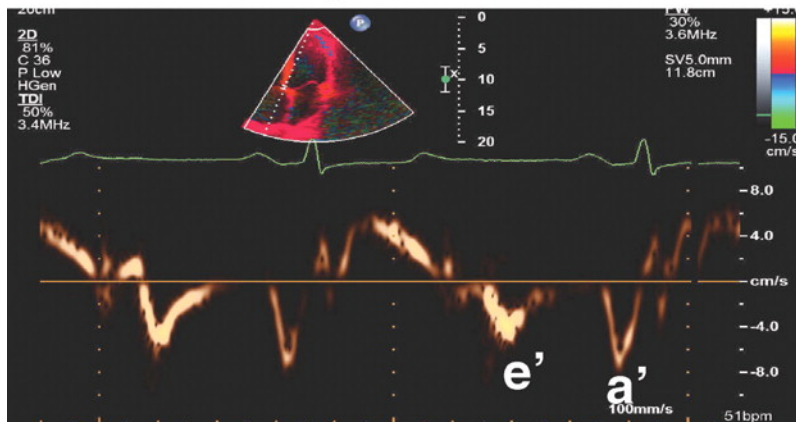 20cm
2D
81%
C 36
P Low
HGen
TDI
50%
3.4MHz
P
0
5
x
10
15
20
PW
30%
3.6MHz
SV5.0mm
11.8cm
+15.
-15.0
cm/s
8.0
4.0
cm/s
-4.0
-8.0
e’
a’
100mm/s
51bpm